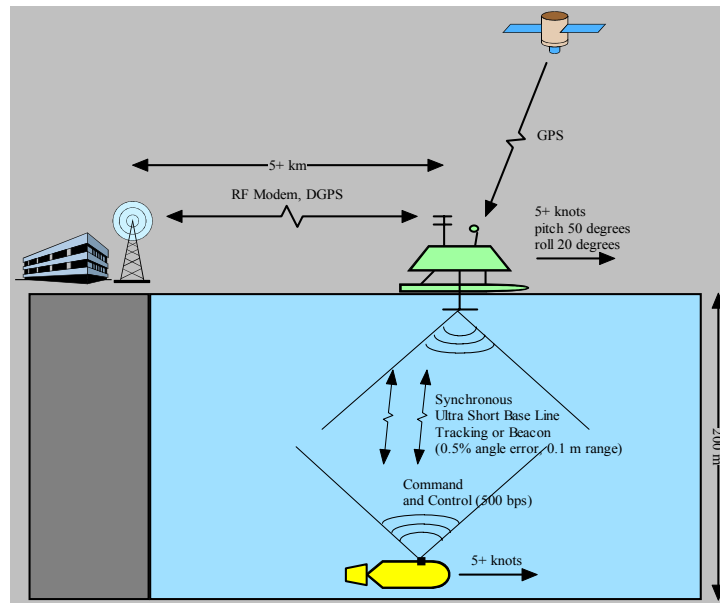 GPS
5+ km
RF Modem, DGPS
5+ knots
pitch 50 degrees
roll 20 degrees
Synchronous
Ultra Short Base Line
Tracking or Beacon
(0.5% angle error, 0.1 m range)
200 m
Command
and Control (500 bps)
5+ knots